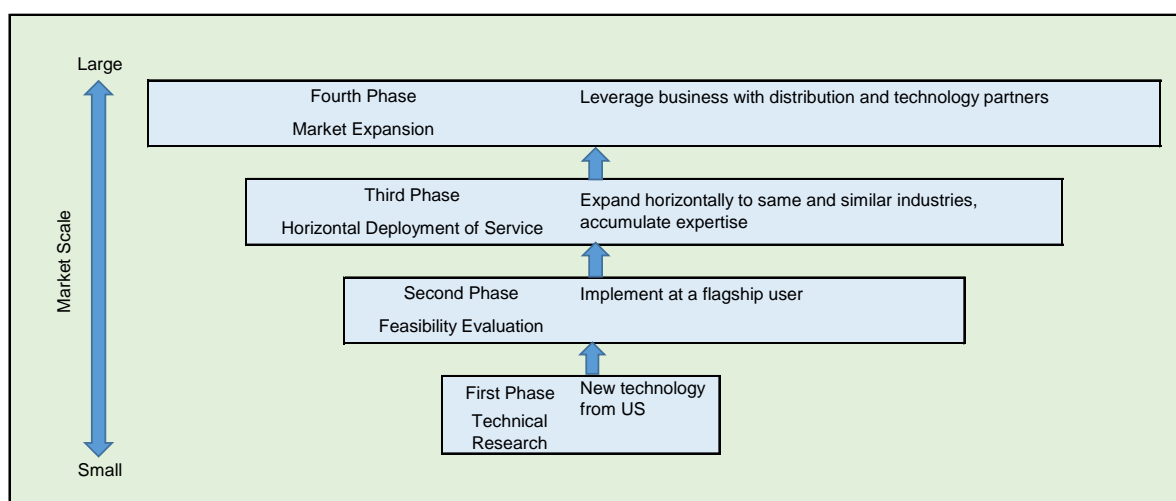 Large
Fourth Phase
Market Expansion
Leverage business with distribution and technology partners
Third Phase
Horizontal Deployment of Service
Expand horizontally to same and similar industries,
accumulate expertise
Market Scale
Second Phase
Feasibility Evaluation
Implement at a flagship user
First Phase
Technical
Research
New technology
from US
Small